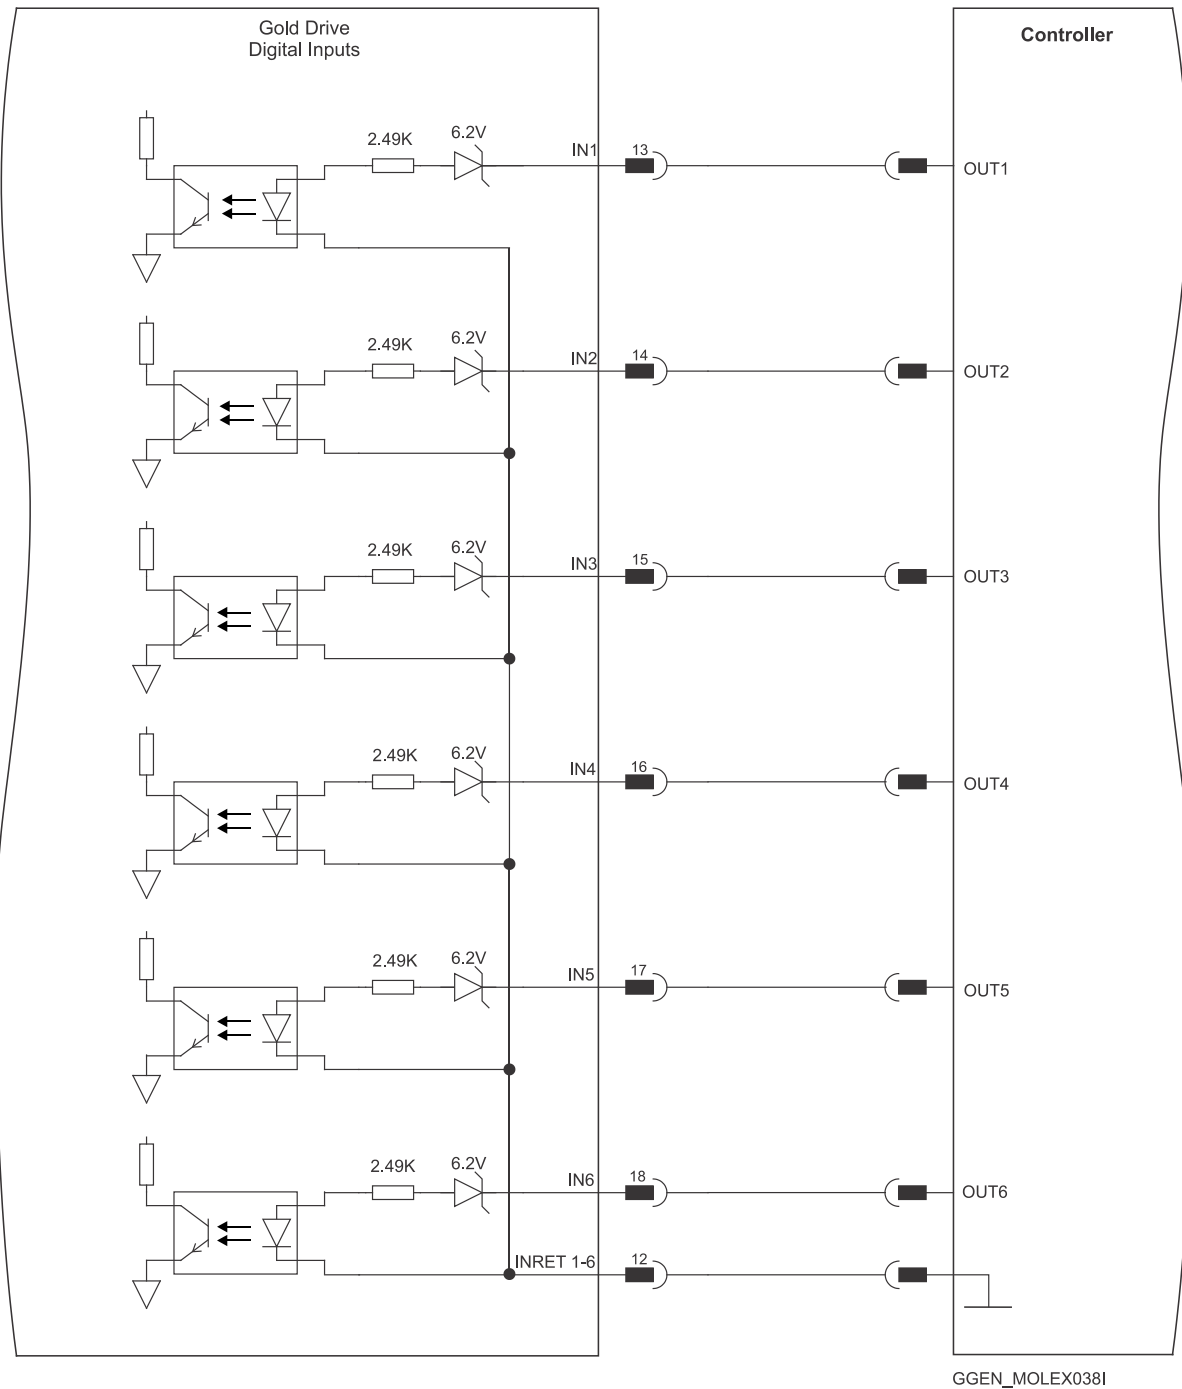 Gold Drive
Digital Inputs
Controller
2.49K 6.2V IN1 13 OUT1
2.49K 6.2V IN2 14 OUT2
2.49K 6.2V IN3 15 OUT3
2.49K 6.2V IN4 16 OUT4
2.49K 6.2V IN5 17 OUT5
2.49K 6.2V IN6 18 OUT6
INRET 1-6 12
GGEN_MOLEX038I